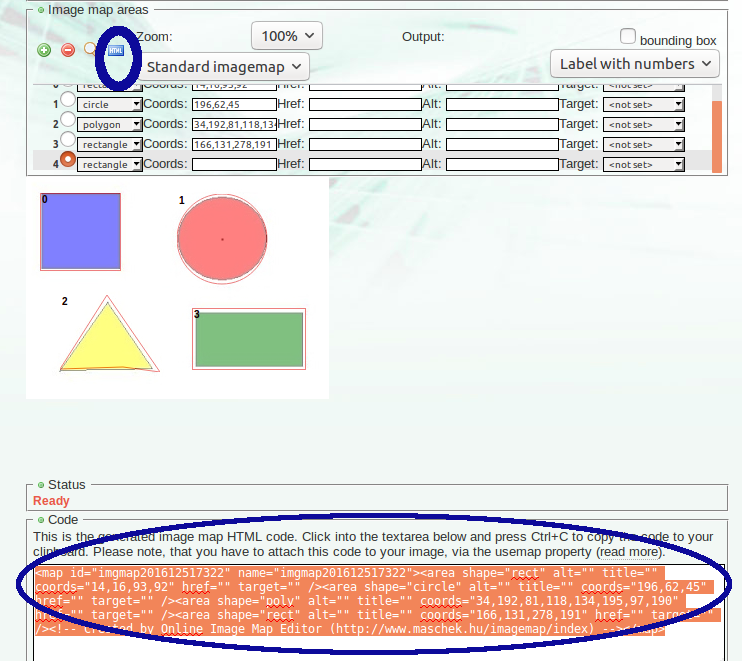 Image map areas
Zoom: 100% Output: bounding box
HTML
Standard imagemap Label with numbers
0 rectangle Coords: 14,16,93,92 Href: Alt: Target: <not set>
1 circle Coords: 196,62,45 Href: Alt: Target: <not set>
2 polygon Coords: 34,192,81,118,13 Href: Alt: Target: <not set>
3 rectangle Coords: 166,131,278,191 Href: Alt: Target: <not set>
4 rectangle Coords: Href: Alt: Target: <not set>
0 1
2 3
Status
Ready
Code
This is the generated image map HTML code. Click into the textarea below and press Ctrl+C to copy the code to your
clipboard. Please note, that you have to attach this code to your image, via the usemap property (read more).
<map id="imgmap201612517322" name="imgmap201612517322"><area shape="rect" alt="" title=""
coords="14,16,93,92" href="" target="" /><area shape="circle" alt="" title="" coords="196,62,45"
href="" target="" /><area shape="poly" alt="" title="" coords="34,192,81,118,134,195,97,190"
href="" target="" /><area shape="rect" alt="" title="" coords="166,131,278,191" href="" target=""
/><!-- Created by Online Image Map Editor (http://www.maschek.hu/imagemap/index) --></map>